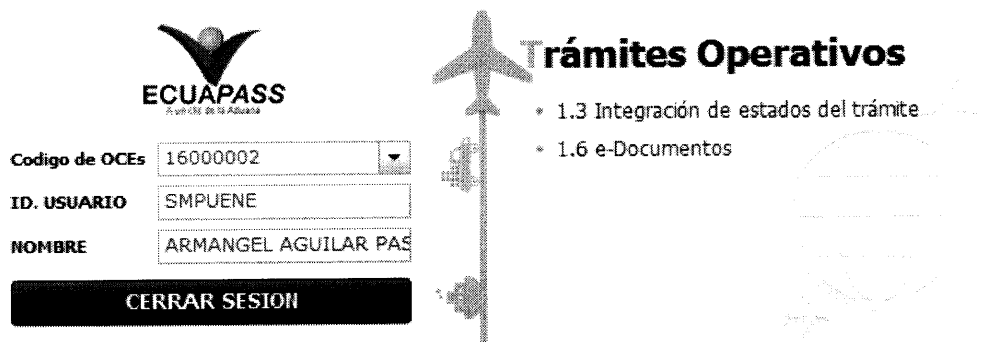 ECUAPASS
Codigo de OCEs 16000002
ID. USUARIO SMPUENE
NOMBRE ARMANGEL AGUILAR PAS
CERRAR SESION
Trámites Operativos
1.3 Integración de estados del trámite
1.6 e-Documentos